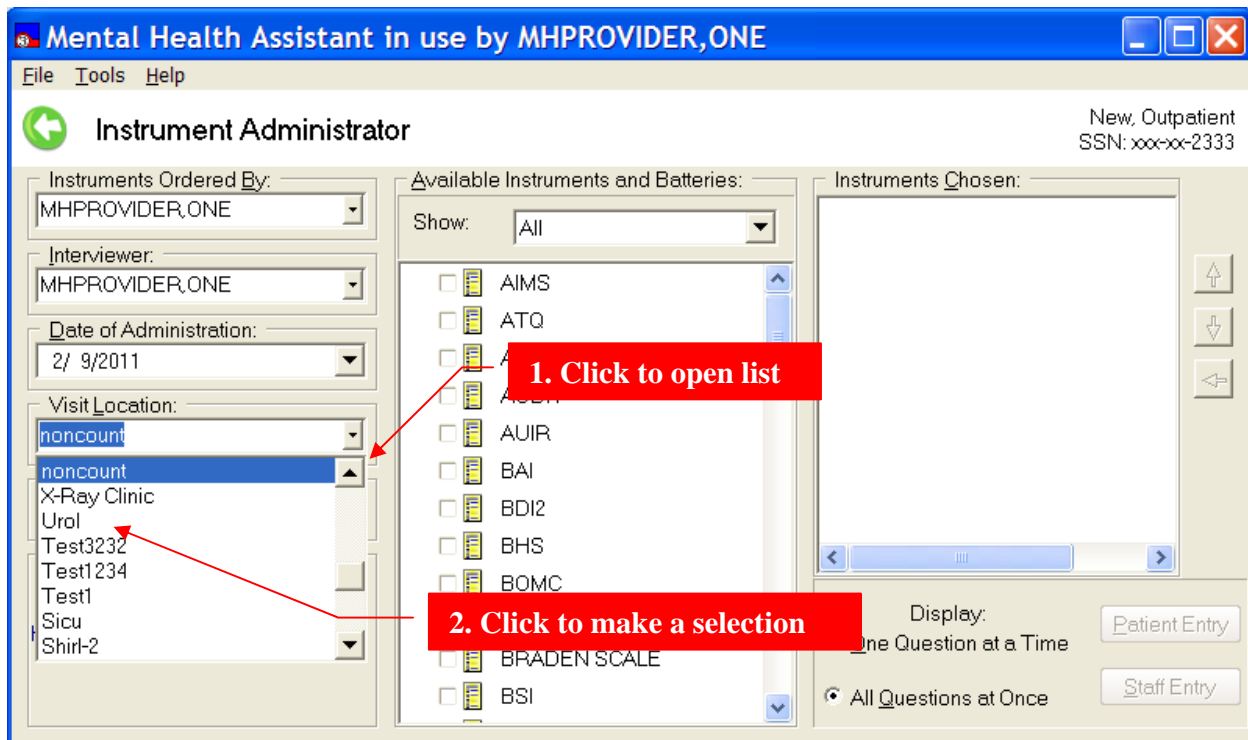 Mental Health Assistant in use by MHPROVIDER,ONE
File Tools Help
Instrument Administrator
New, Outpatient
SSN: xxx-xx-2333
Instruments Ordered By:
MHPROVIDER,ONE
Interviewer:
MHPROVIDER,ONE
Date of Administration:
2/ 9/2011
Visit Location:
noncount
noncount
X-Ray Clinic
Urol
Test3232
Test1234
Test1
Sicu
Shirl-2
Available Instruments and Batteries:
Show:
All
AIMS
ATQ
1. Click to open list
AUIR
BAI
BDI2
BHS
BOMC
2. Click to make a selection
BRADEN SCALE
BSI
Instruments Chosen:
Display:
One Question at a Time
All Questions at Once
Patient Entry
Staff Entry